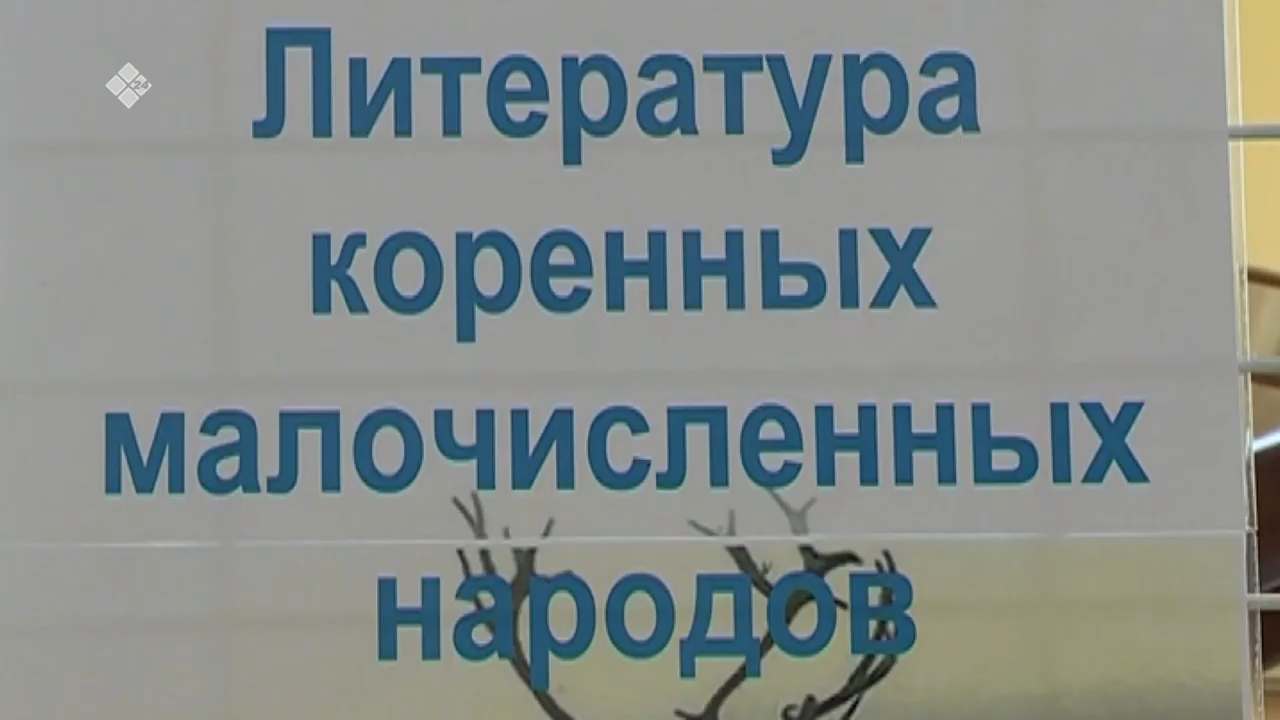 Литература
коренных
малочисленных
народов